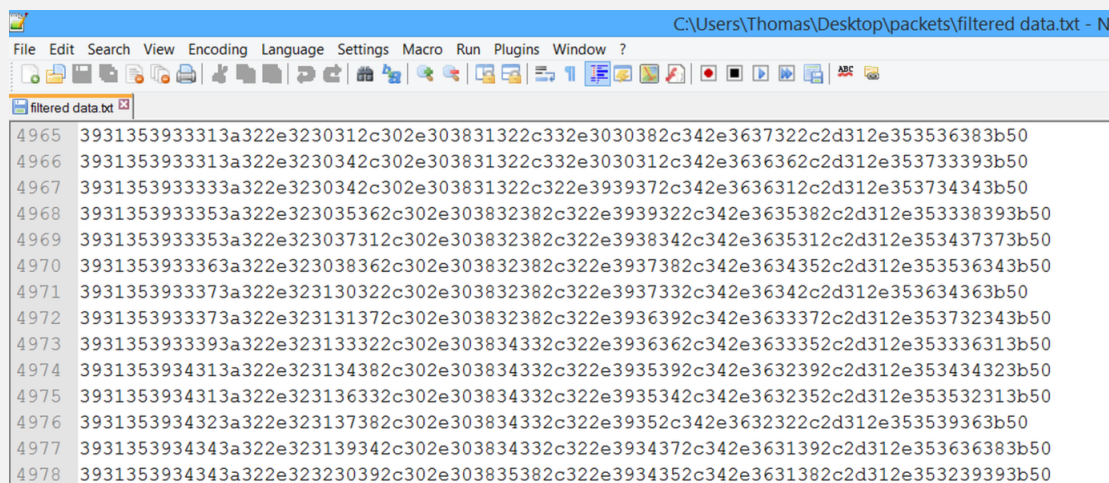 C:\Users\Thomas\Desktop\packets\filtered data.txt - N
File Edit Search View Encoding Language Settings Macro Run Plugins Window ?
ABC
filtered data.txt
4965 3931353933313a322e3230312c302e303831322c332e3030382c342e3637322c2d312e353536383b50
4966 3931353933313a322e3230342c302e303831322c332e3030312c342e3636362c2d312e353733393b50
4967 3931353933333a322e3230342c302e303831322c322e3939372c342e3636312c2d312e353734343b50
4968 3931353933353a322e323035362c302e303832382c322e3939322c342e3635382c2d312e353338393b50
4969 3931353933353a322e323037312c302e303832382c322e3938342c342e3635312c2d312e353437373b50
4970 3931353933363a322e323038362c302e303832382c322e3937382c342e3634352c2d312e353536343b50
4971 3931353933373a322e323130322c302e303832382c322e3937332c342e36342c2d312e353634363b50
4972 3931353933373a322e323131372c302e303832382c322e3936392c342e3633372c2d312e353732343b50
4973 3931353933393a322e323133322c302e303834332c322e3936362c342e3633352c2d312e353336313b50
4974 3931353934313a322e323134382c302e303834332c322e3935392c342e3632392c2d312e353434323b50
4975 3931353934313a322e323136332c302e303834332c322e3935342c342e3632352c2d312e353532313b50
4976 3931353934323a322e323137382c302e303834332c322e39352c342e3632322c2d312e353539363b50
4977 3931353934343a322e323139342c302e303834332c322e3934372c342e3631392c2d312e353636383b50
4978 3931353934343a322e323230392c302e303835382c322e3934352c342e3631382c2d312e353239393b50